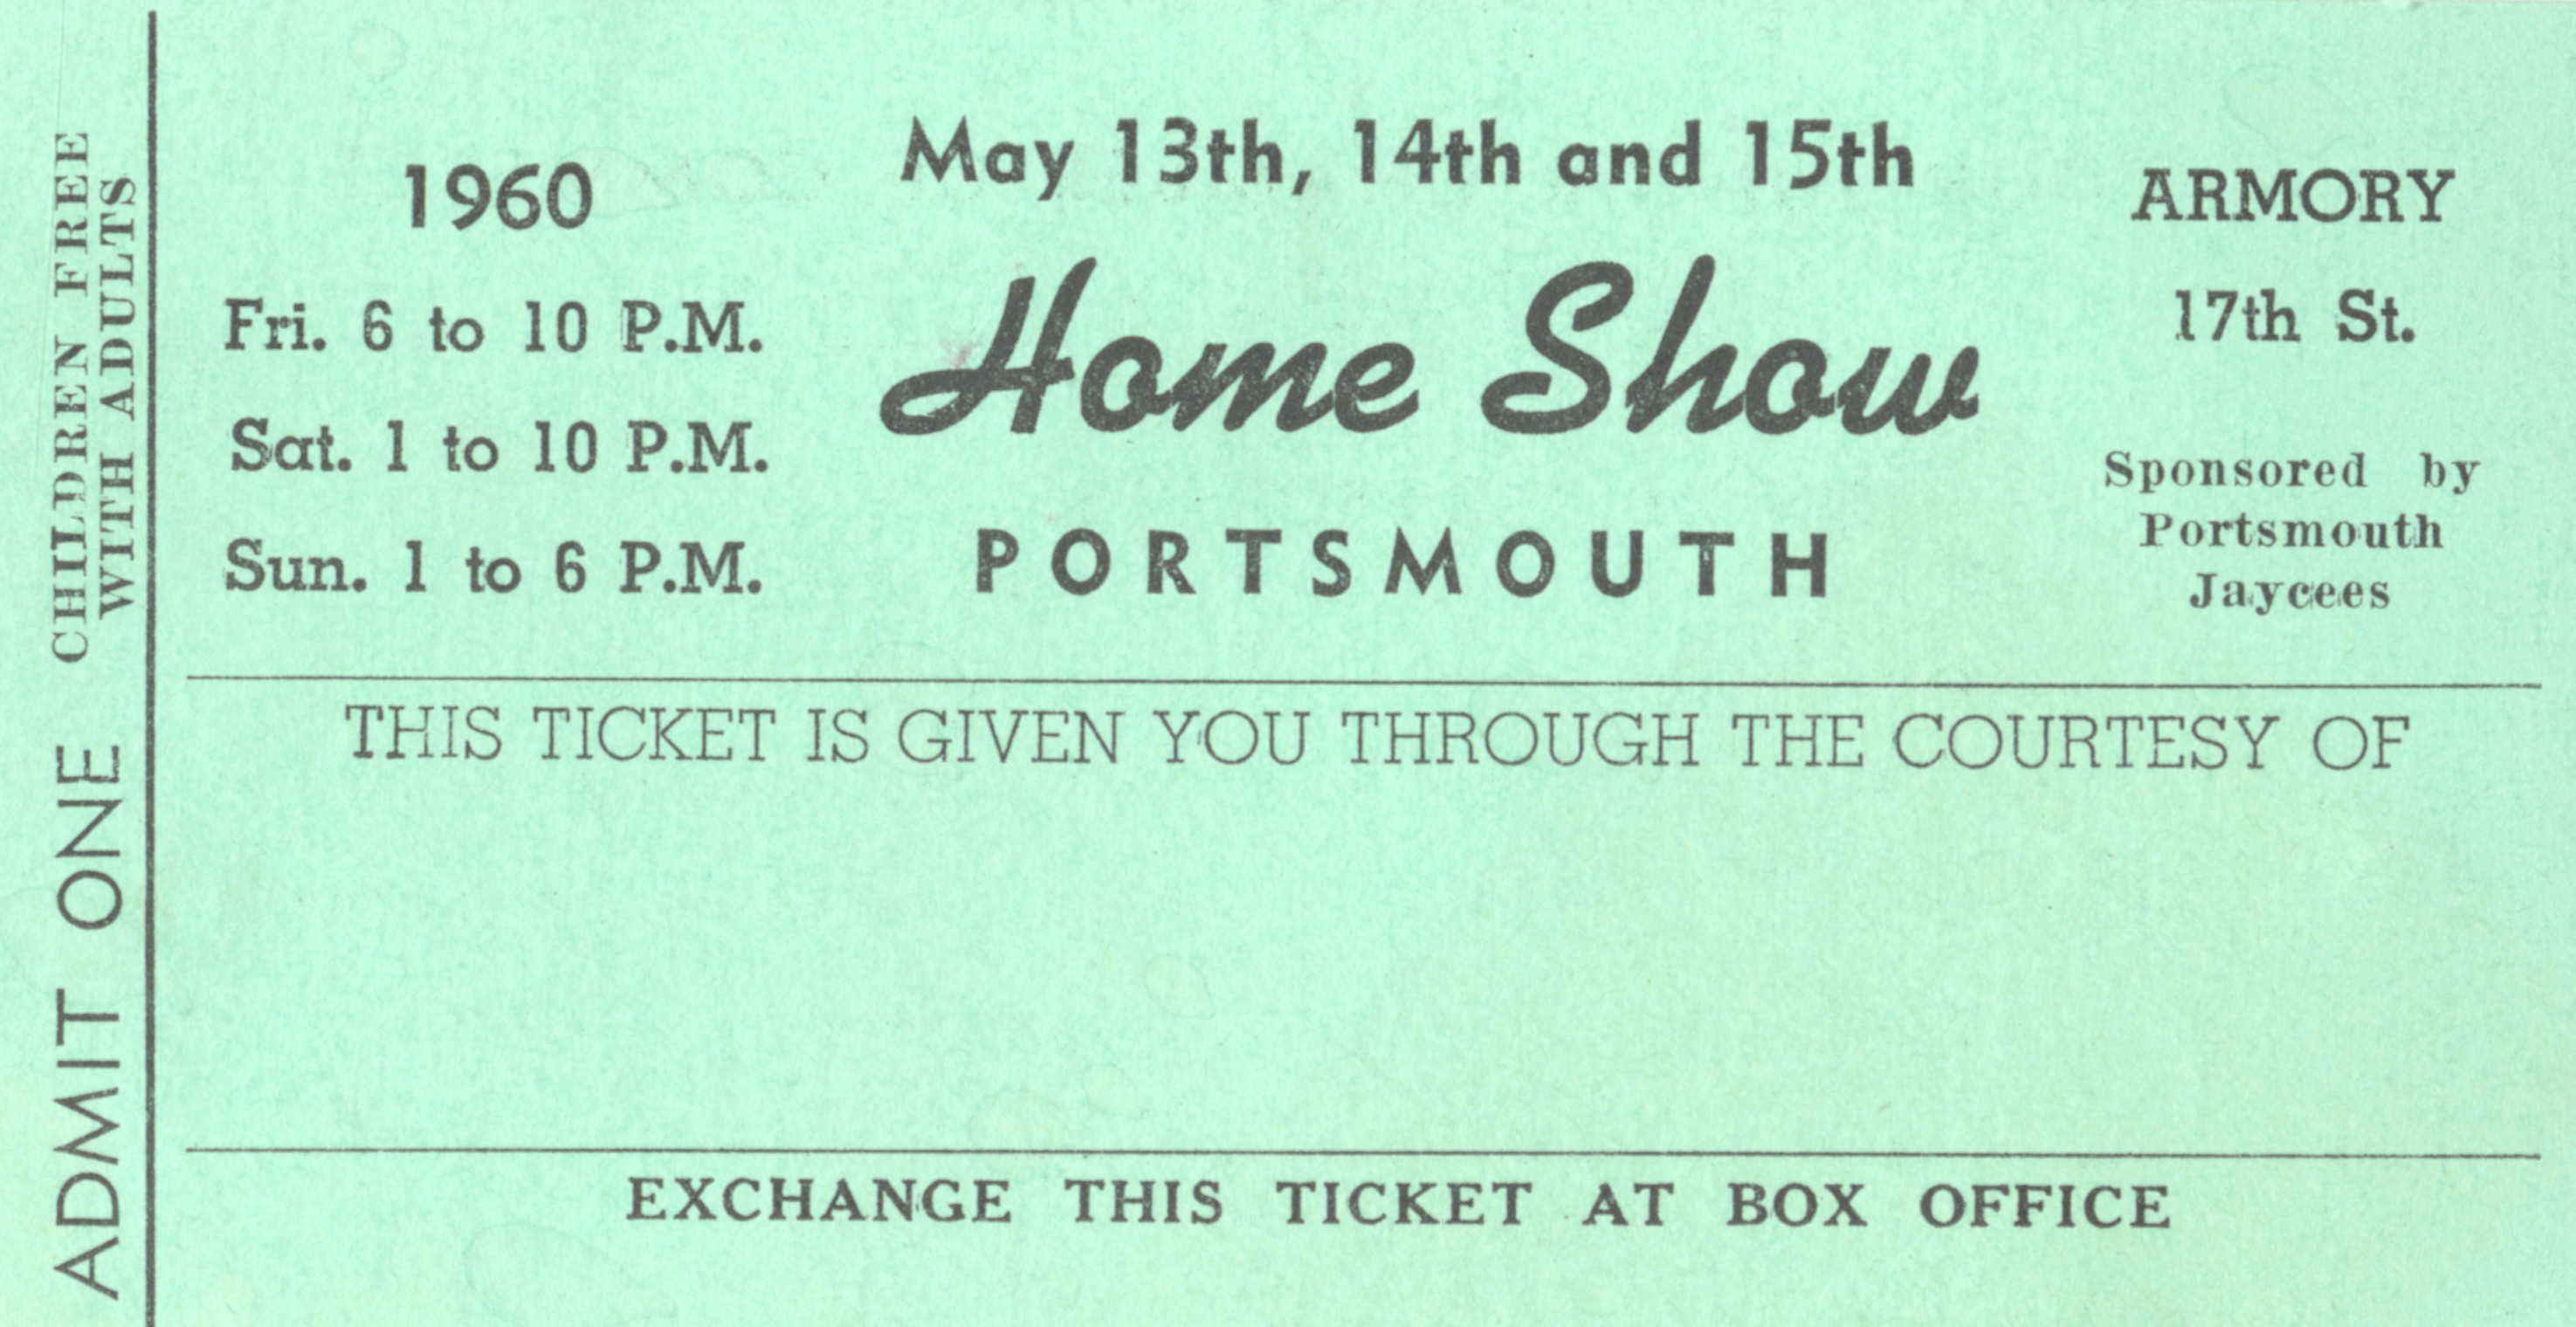 ADMIT ONE
CHILDREN FREE
WITH ADULTS
1960
Fri. 6 to 10 P.M.
Sat. 1 to 10 P.M.
Sun. 1 to 6 P.M.
May 13th, 14th and 15th
Home Show
PORTSMOUTH
ARMORY
17th St.
Sponsored by
Portsmouth
Jaycees
THIS TICKET IS GIVEN YOU THROUGH THE COURTESY OF
EXCHANGE THIS TICKET AT BOX OFFICE